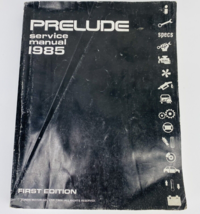 PRELUDE
service
manual
1985
specs
FIRST EDITION